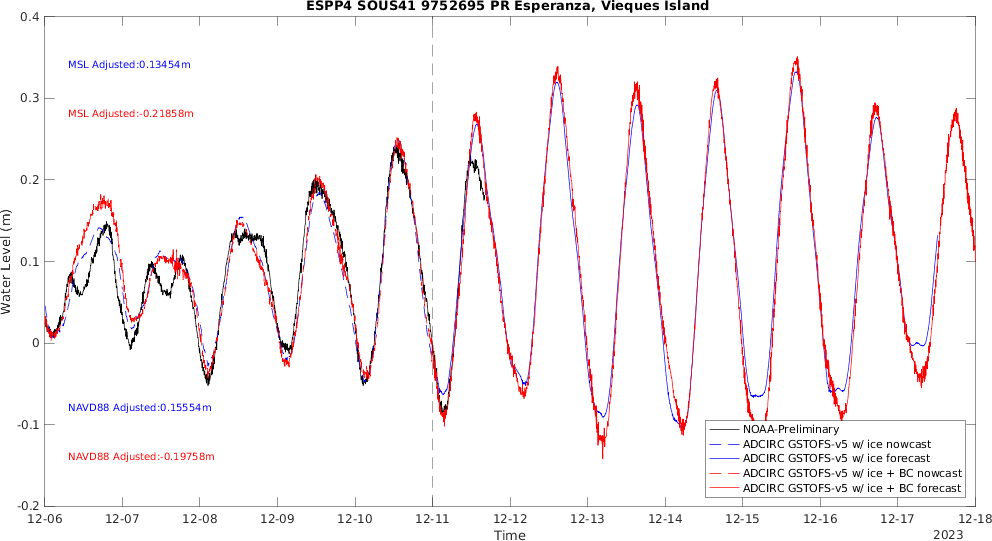 ESPP4 SOUS41 9752695 PR Esperanza, Vieques Island
MSL Adjusted:0.13454m
MSL Adjusted:-0.21858m
NAVD88 Adjusted:0.15554m
NAVD88 Adjusted:-0.19758m
Water Level (m)
0.4
0.3
0.2
0.1
0
-0.1
-0.2
NOAA-Preliminary
ADCIRC GSTOFS-v5 w/ ice nowcast
ADCIRC GSTOFS-v5 w/ ice forecast
ADCIRC GSTOFS-v5 w/ ice + BC nowcast
ADCIRC GSTOFS-v5 w/ ice + BC forecast
12-06 12-07 12-08 12-09 12-10 12-11 12-12 12-13 12-14 12-15 12-16 12-17 12-18
Time
2023